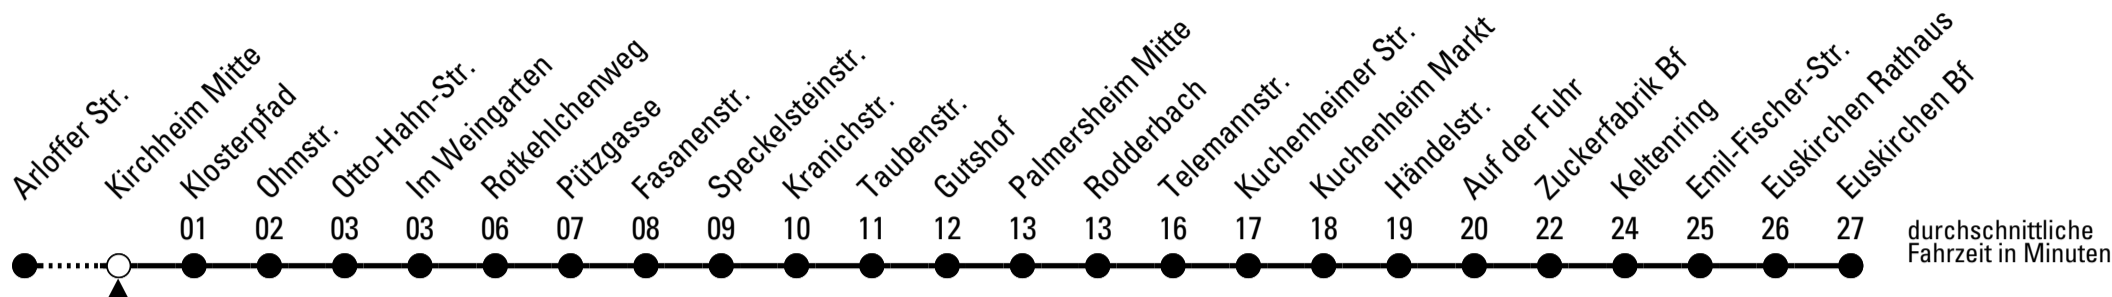 Arloffer Str.
Kirchheim Mitte
Klosterpfad
Ohmstr.
Otto-Hahn-Str.
Im Weingarten
Rotkehlchenweg
Pützgasse
Fasanenstr.
Speckelsteinstr.
Kranichstr.
Taubenstr.
Gutshof
Palmersheim Mitte
Rodderbach
Telemannstr.
Kuchenheimer Str.
Kuchenheim Markt
Händelstr.
Auf der Fuhr
Zuckerfabrik Bf
Keltenring
Emil-Fischer-Str.
Euskirchen Rathaus
Euskirchen Bf
01 02 03 03 06 07 08 09 10 11 12 13 13 16 17 18 19 20 22 24 25 26 27
durchschnittliche
Fahrzeit in Minuten